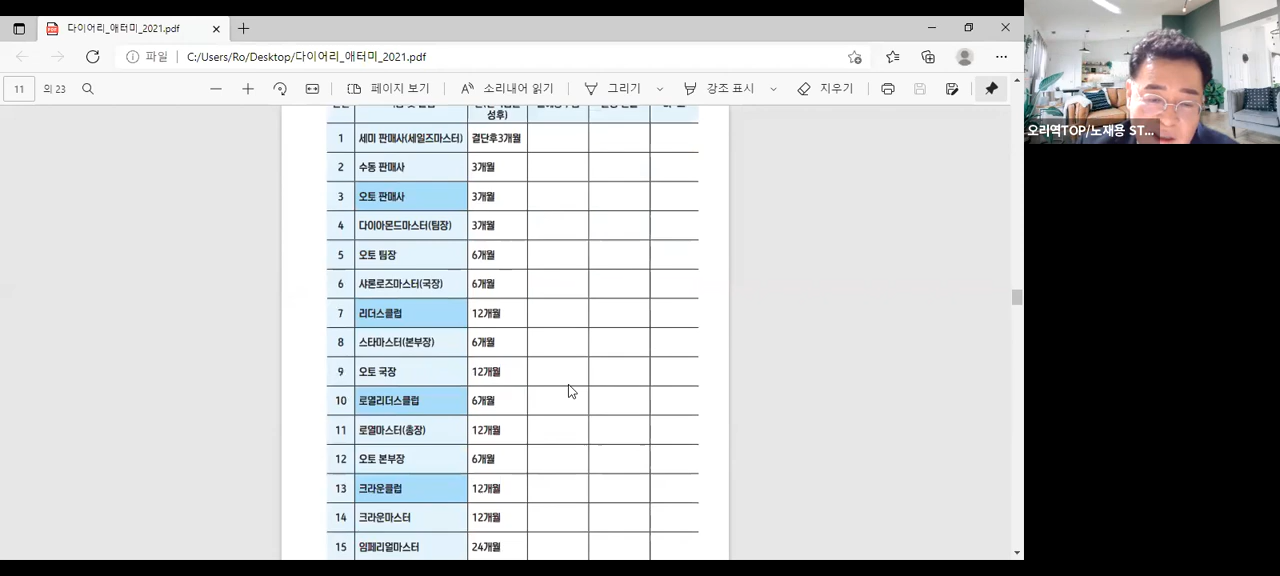 다이어리_애터미_2021.pdf
파일 C:/Users/Ro/Desktop/다이어리_애터미_2021.pdf
11 의 23 페이지 보기 소리내어 읽기 그리기 강조 표시 지우기
성후)
1 세미 판매사(세일즈마스터) 결단후3개월
2 수동 판매사 3개월
3 오토 판매사 3개월
4 다이아몬드마스터(팀장) 3개월
5 오토 팀장 6개월
6 샤론로즈마스터(국장) 6개월
7 리더스클럽 12개월
8 스타마스터(본부장) 6개월
9 오토 국장 12개월
10 로열리더스클럽 6개월
11 로열마스터(총장) 12개월
12 오토 본부장 6개월
13 크라운클럽 12개월
14 크라운마스터 12개월
15 임페리얼마스터 24개월
오리역TOP/노재용 ST...